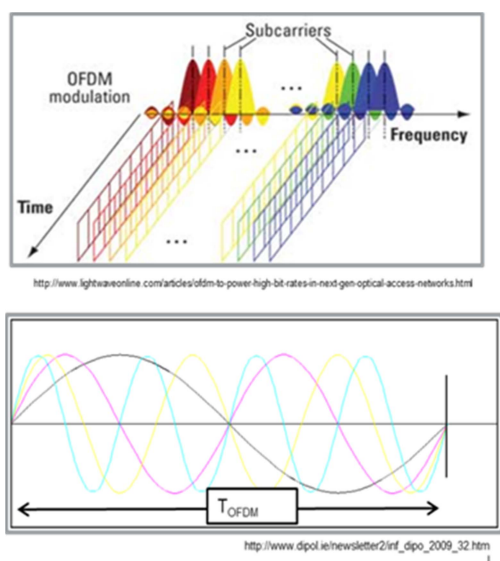 Subcarriers
OFDM
modulation
...
Frequency
...
Time
...
http://www.lightwaveonline.com/articles/ofdm-to-power-high-bit-rates-in-next-gen-optical-access-networks.html
TOFDM
http://www.dipol.ie/newsletter2/inf_dipo_2009_32.htm